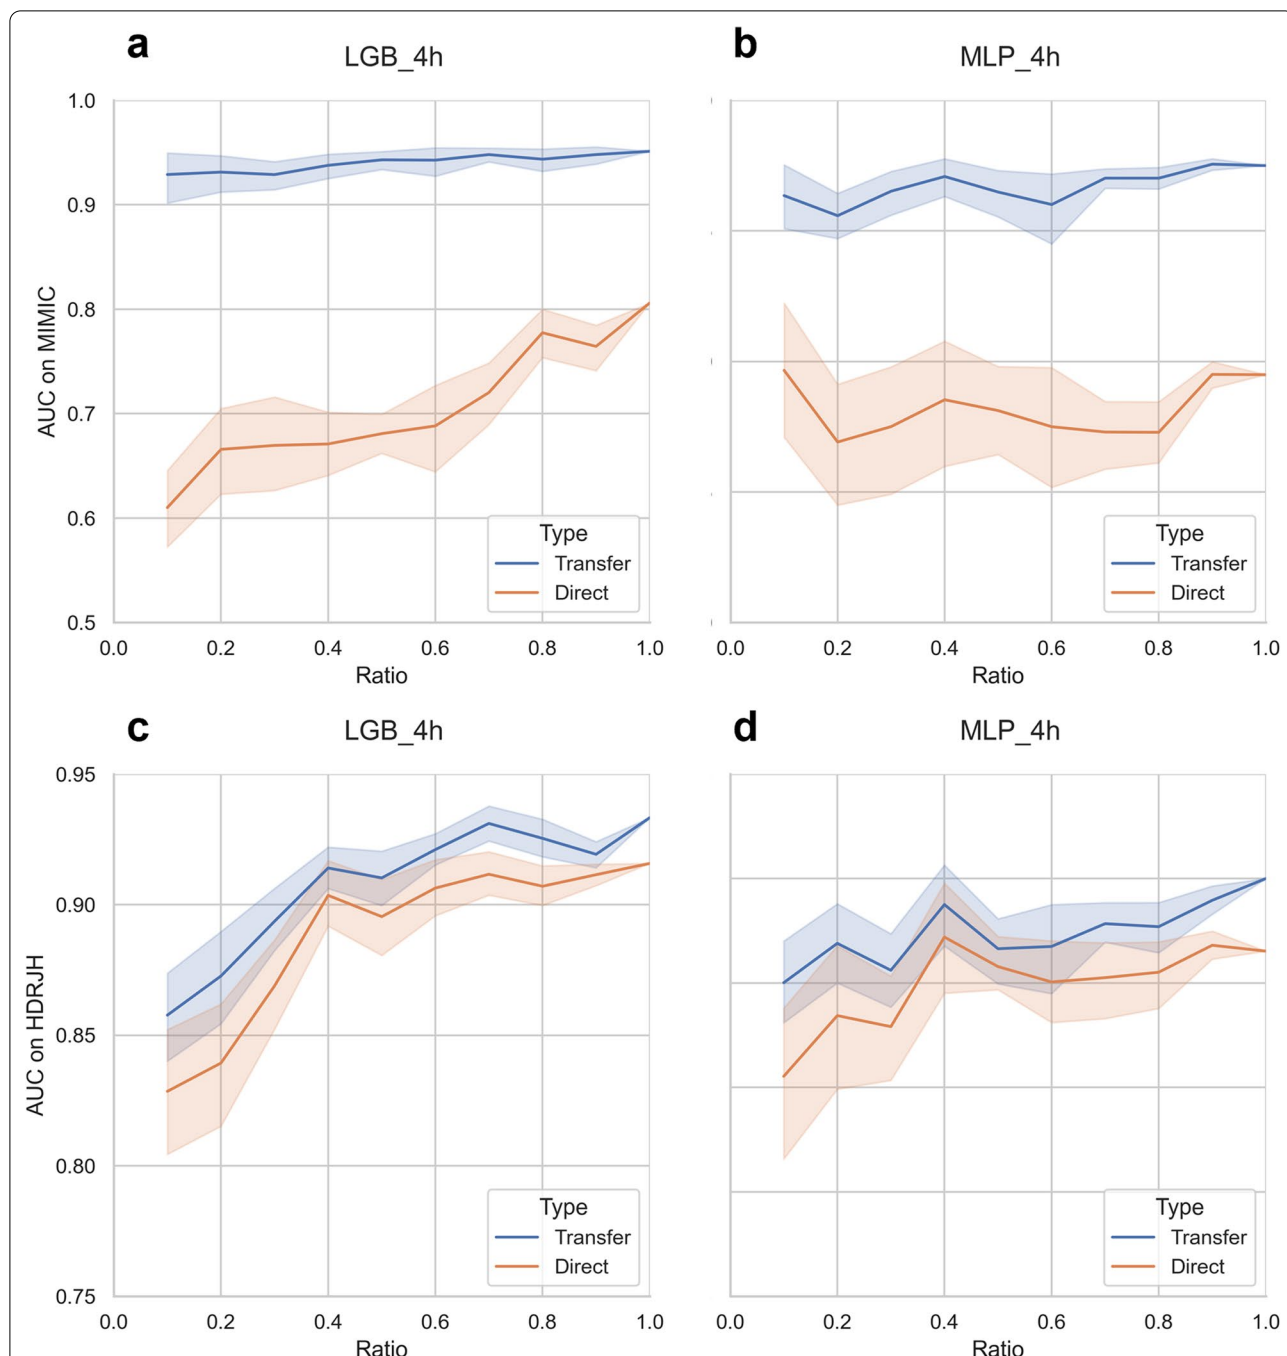 a
LGB_4h
1.0
0.9
0.8
0.7
0.6
0.5
AUC on MIMIC
0.0
0.2
0.4
0.6
0.8
1.0
Ratio
Type
Transfer
Direct
b
MLP_4h
0.0
0.2
0.4
0.6
0.8
1.0
Ratio
Type
Transfer
Direct
c
LGB_4h
0.95
0.90
0.85
0.80
0.75
AUC on HDRJH
0.0
0.2
0.4
0.6
0.8
1.0
Ratio
Type
Transfer
Direct
d
MLP_4h
0.0
0.2
0.4
0.6
0.8
1.0
Ratio
Type
Transfer
Direct